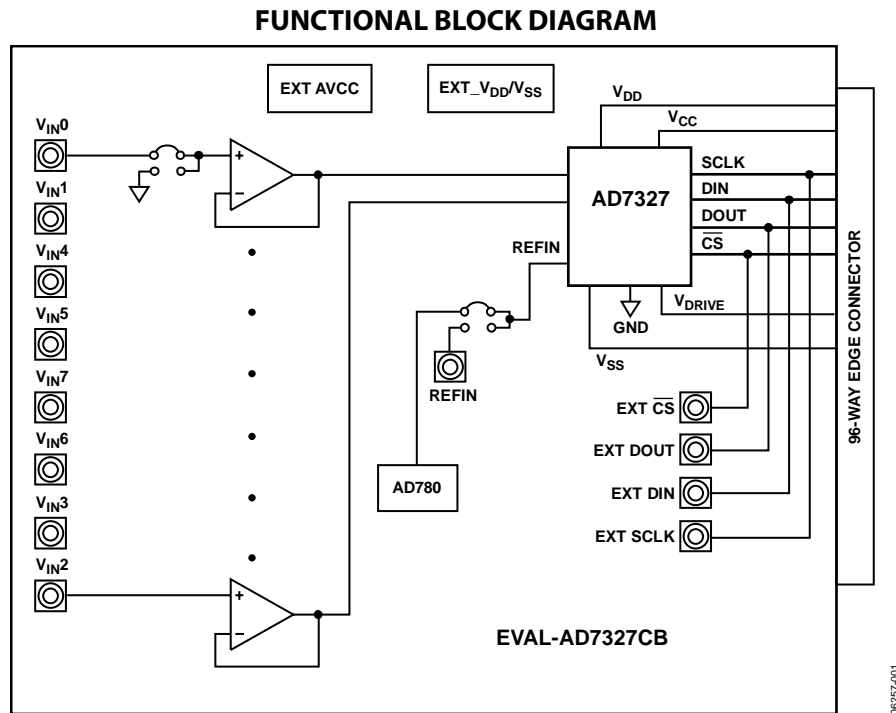 FUNCTIONAL BLOCK DIAGRAM
EXT AVCC
EXT_VDD/VSS
VIN0
VIN1
VIN4
VIN5
VIN7
VIN6
VIN3
VIN2
+
−
+
−
AD7327
VDD
VCC
SCLK
DIN
DOUT
C̅S̅
REFIN
VDRIVE
GND
VSS
REFIN
AD780
EXT C̅S̅
EXT DOUT
EXT DIN
EXT SCLK
96-WAY EDGE CONNECTOR
EVAL-AD7327CB
06257-001